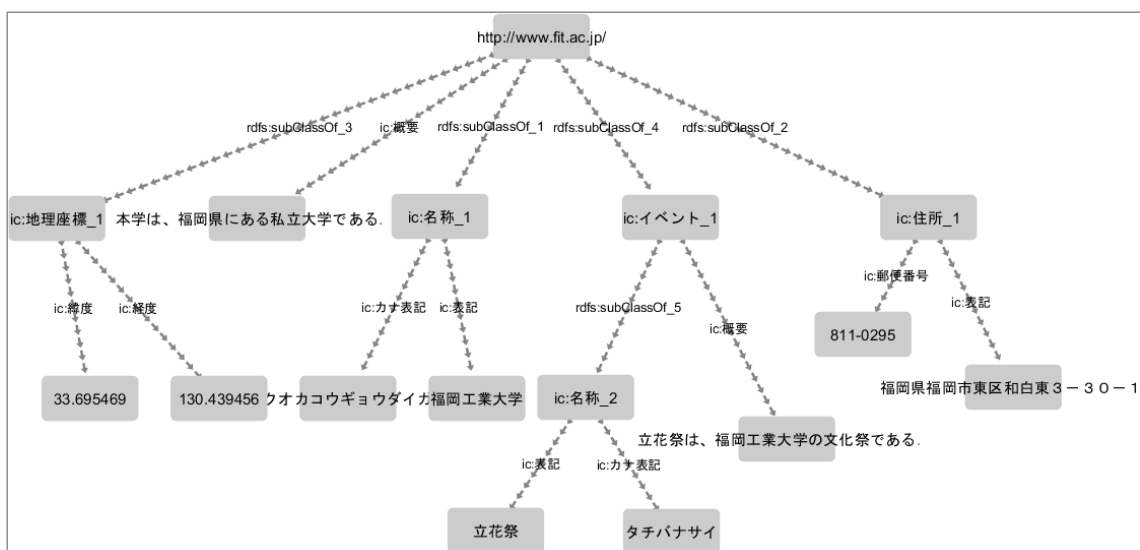 http://www.fit.ac.jp/
rdfs:subClassOf_3
ic:概要
rdfs:subClassOf_1
rdfs:subClassOf_4
rdfs:subClassOf_2
ic:地理座標_1
本学は、福岡県にある私立大学である.
ic:名称_1
ic:イベント_1
ic:住所_1
ic:緯度
ic:経度
ic:カナ表記
ic:表記
rdfs:subClassOf_5
ic:概要
ic:郵便番号
ic:表記
811-0295
33.695469
130.439456
クオカコウギョウダイカ
福岡工業大学
ic:名称_2
福岡県福岡市東区和白東3-30-1
立花祭は、福岡工業大学の文化祭である.
ic:表記
ic:カナ表記
立花祭
タチバナサイ